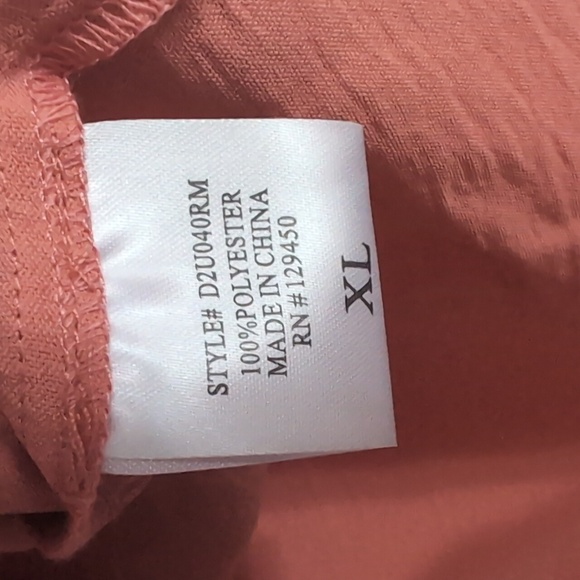 STYLE# D2U040RM
100%POLYESTER
MADE IN CHINA
RN #129450
XL